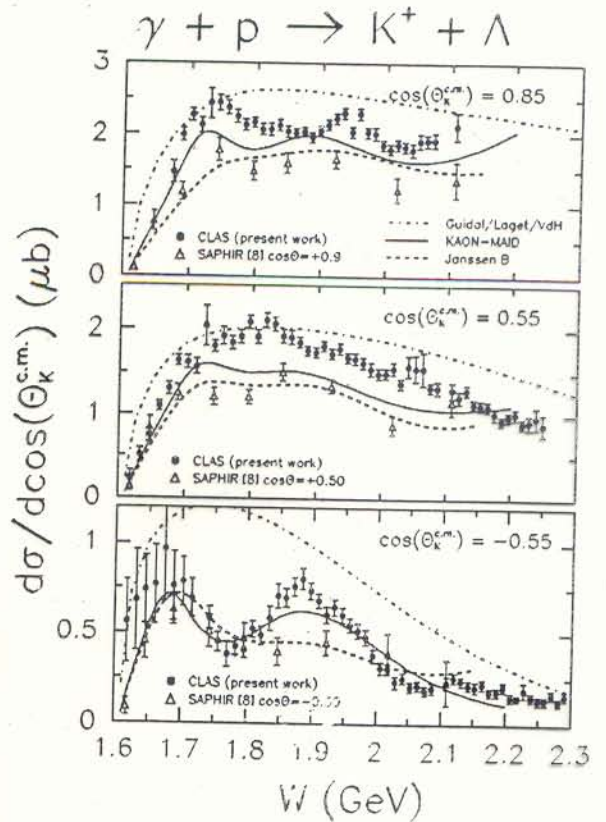 γ + p → K⁺ + Λ
dσ/dcos(Θ_K^c.m.) (μb)
3
2
1
0
cos(Θ_K^c.m.) = 0.85
CLAS (present work)
SAPHIR [8] cosΘ=+0.9
Guidal/Laget/VdH
KAON-MAID
Janssen B
2
1
0
cos(Θ_K^c.m.) = 0.55
CLAS (present work)
SAPHIR [8] cosΘ=+0.50
1
0.5
0
cos(Θ_K^c.m.) = -0.55
CLAS (present work)
SAPHIR [8] cosΘ=
1.6 1.7 1.8 1.9 2 2.1 2.2 2.3
W (GeV)